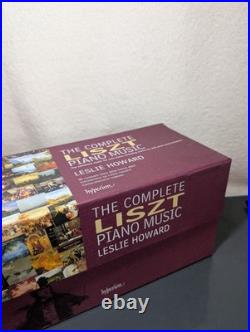 THE COMPLETE
LISZT
PIANO MUSIC
LESLIE HOWARD
hyperion
THE COMPLETE
LISZT
PIANO MUSIC
LESLIE HOWARD
hyperion